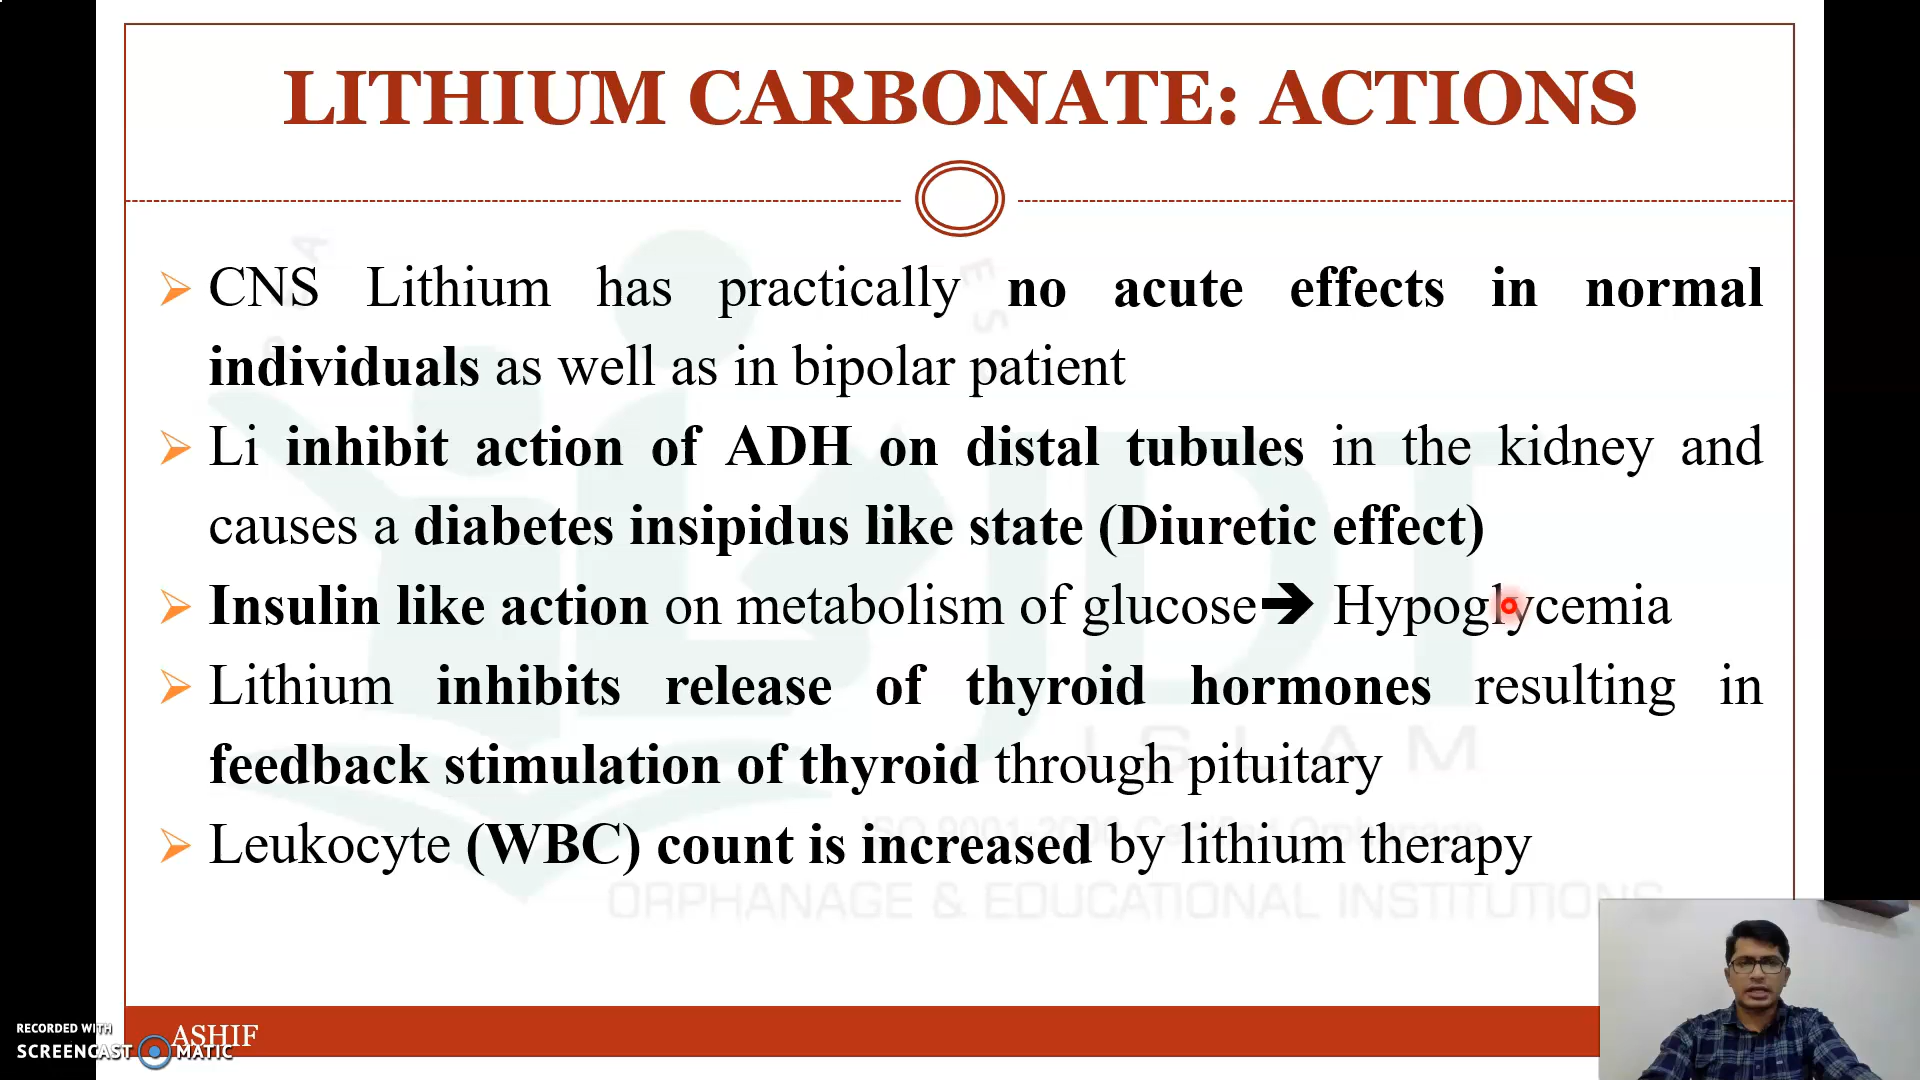 LITHIUM CARBONATE: ACTIONS
CNS Lithium has practically no acute effects in normal
individuals as well as in bipolar patient
Li inhibit action of ADH on distal tubules in the kidney and
causes a diabetes insipidus like state (Diuretic effect)
Insulin like action on metabolism of glucose➔ Hypoglycemia
Lithium inhibits release of thyroid hormones resulting in
feedback stimulation of thyroid through pituitary
Leukocyte (WBC) count is increased by lithium therapy
JDT
ISLAM
ORPHANAGE & EDUCATIONAL INSTITUTIONS
ASHIF
RECORDED WITH
SCREENCAST MATIC